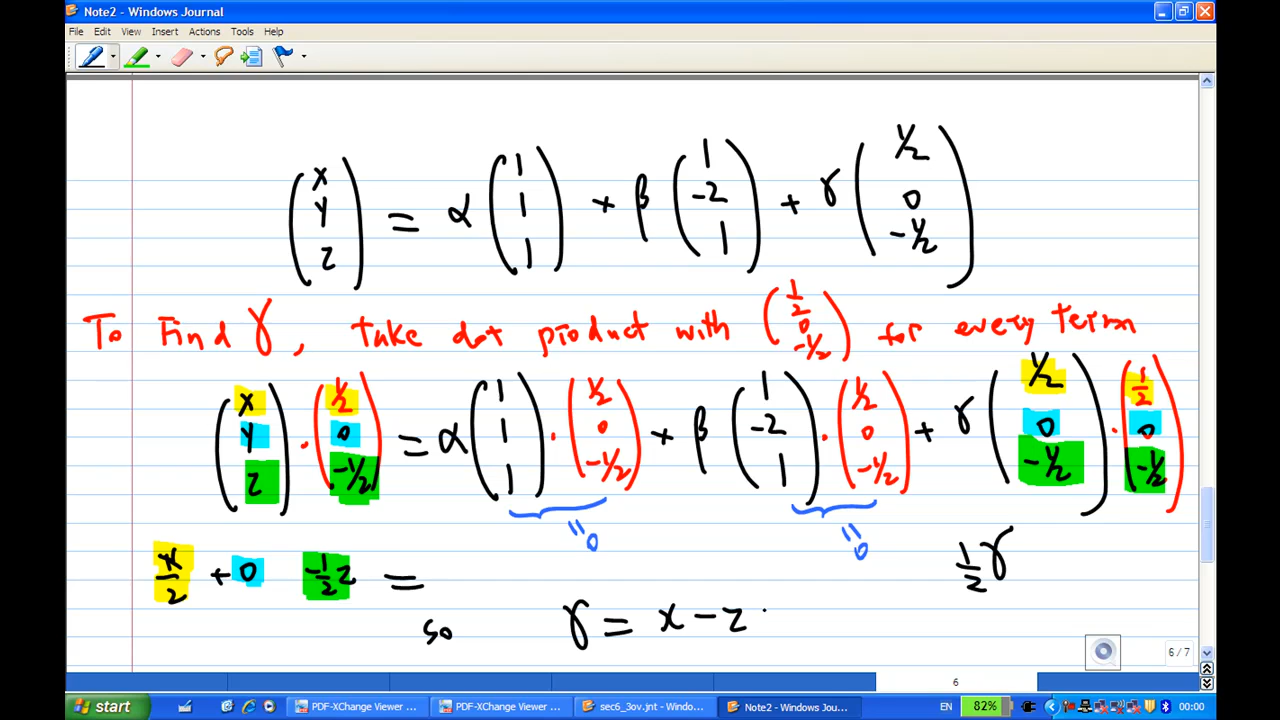 Note2 - Windows Journal
File Edit View Insert Actions Tools Help
(x y z) = α (1 1 1) + β (1 -2 1) + γ (1/2 0 -1/2)
To Find γ, take dot product with (1/2 0 -1/2) for every term
(x y z) · (1/2 0 -1/2) = α (1 1 1) · (1/2 0 -1/2) + β (1 -2 1) · (1/2 0 -1/2) + γ (1/2 0 -1/2) · (1/2 0 -1/2)
=0 =0
x/2 + 0 -1/2 z = 1/2 γ
so γ = x - z
6 / 7
6
start PDF-XChange Viewer ... PDF-XChange Viewer ... sec6_3ov.jnt - Windo... Note2 - Windows Jou... EN 82% 00:00